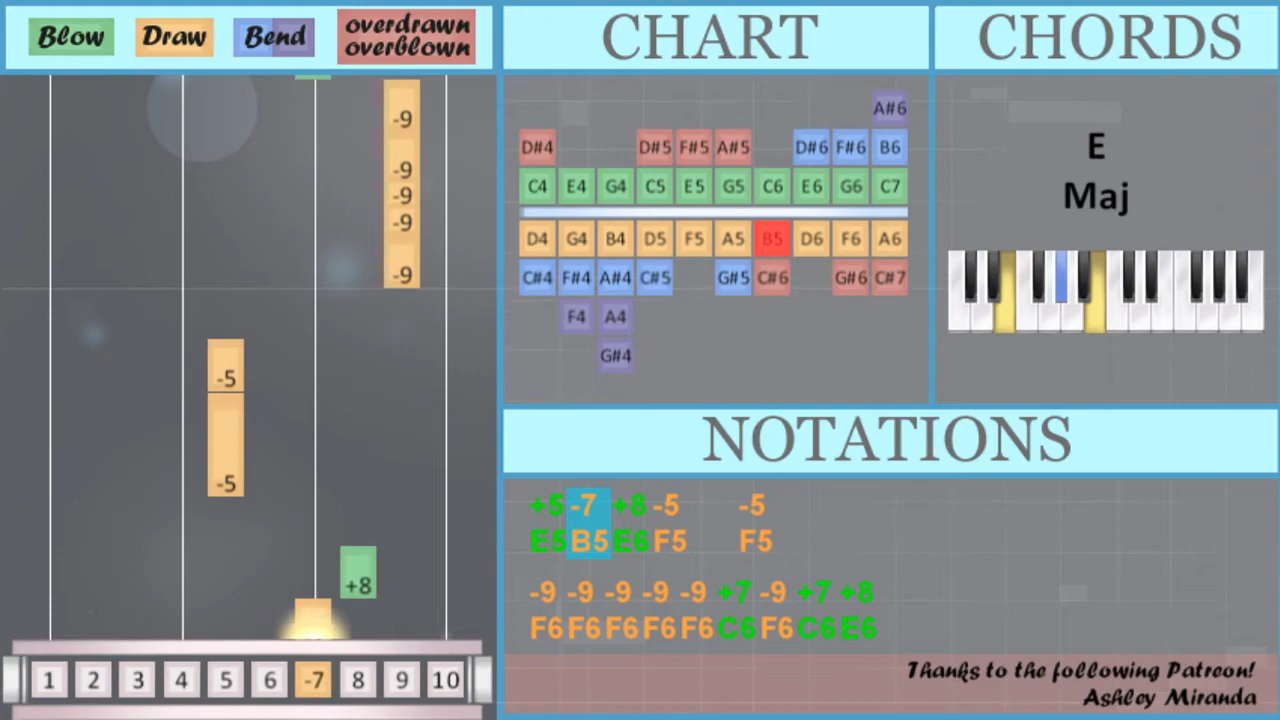 Blow Draw Bend overdrawn
overblown
CHART
CHORDS
A#6
D#4 D#5 F#5 A#5 D#6 F#6 B6
C4 E4 G4 C5 E5 G5 C6 E6 G6 C7
D4 G4 B4 D5 F5 A5 B5 D6 F6 A6
C#4 F#4 A#4 C#5 G#5 C#6 G#6 C#7
F4 A4
G#4
E
Maj
-9
-9
-9
-9
-9
-5
-5
+8
1 2 3 4 5 6 -7 8 9 10
NOTATIONS
+5 -7 +8 -5 -5
E5 B5 E6 F5 F5
-9 -9 -9 -9 -9 +7 -9 +7 +8
F6 F6 F6 F6 F6 C6 F6 C6 E6
Thanks to the following Patreon!
Ashley Miranda